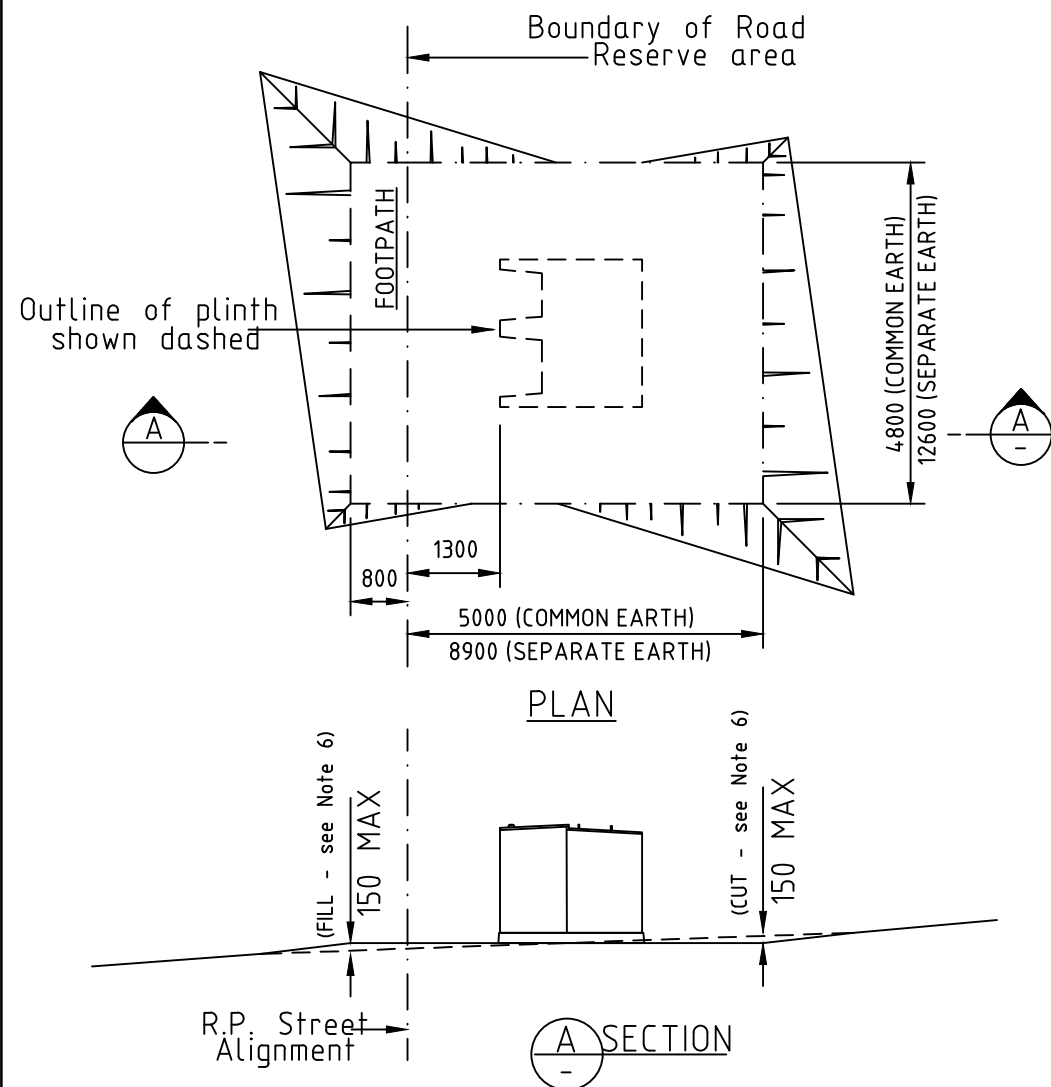 Boundary of Road
Reserve area
FOOTPATH
Outline of plinth
shown dashed
A
A
-
4800 (COMMON EARTH)
12600 (SEPARATE EARTH)
1300
800
5000 (COMMON EARTH)
8900 (SEPARATE EARTH)
PLAN
(FILL - see Note 6)
150 MAX
(CUT - see Note 6)
150 MAX
R.P. Street
Alignment
A
-
SECTION